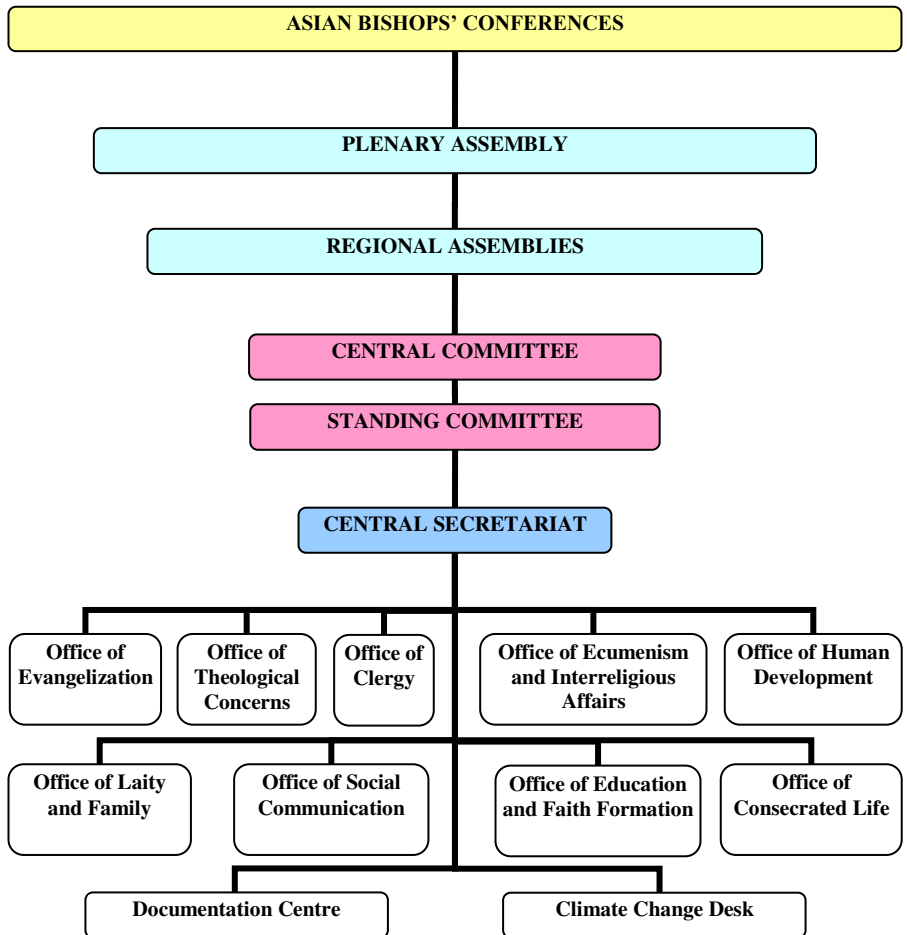 ASIAN BISHOPS’ CONFERENCES
PLENARY ASSEMBLY
REGIONAL ASSEMBLIES
CENTRAL COMMITTEE
STANDING COMMITTEE
CENTRAL SECRETARIAT
Office of
Evangelization
Office of
Theological
Concerns
Office of
Clergy
Office of Ecumenism
and Interreligious
Affairs
Office of Human
Development
Office of Laity
and Family
Office of Social
Communication
Office of Education
and Faith Formation
Office of
Consecrated Life
Documentation Centre
Climate Change Desk